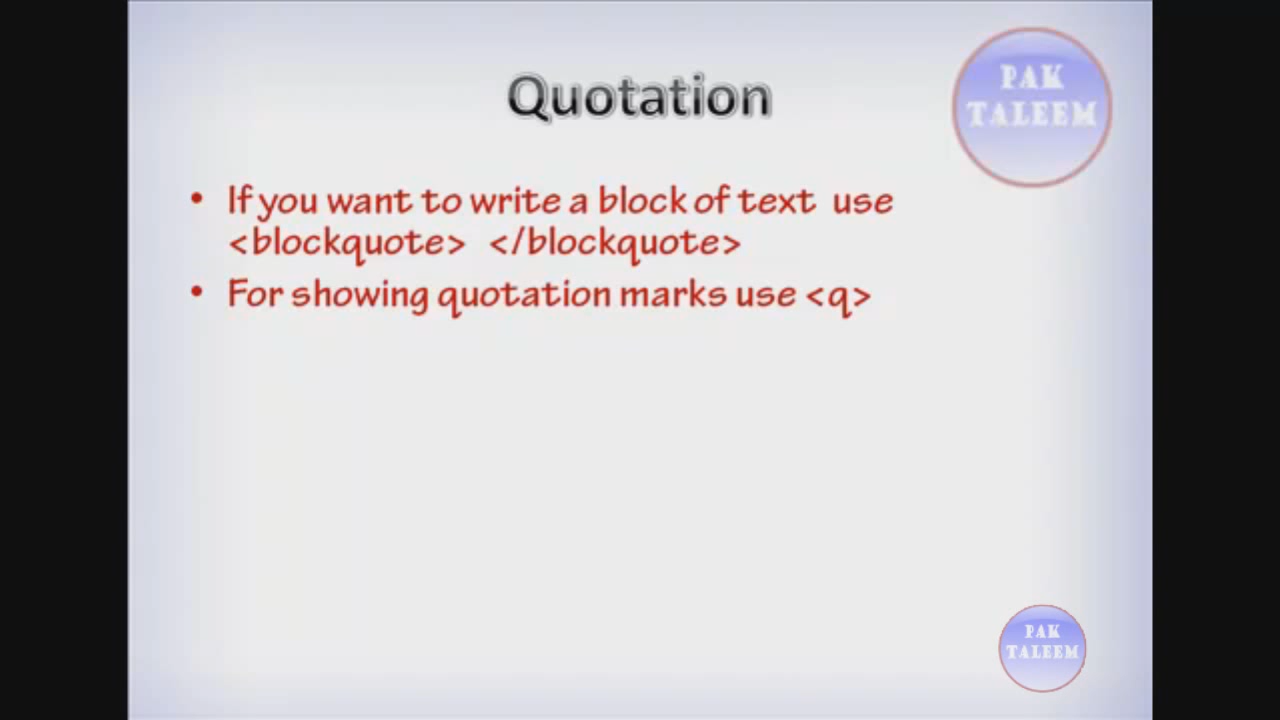 Quotation
PAK
TALEEM
• If you want to write a block of text use
<blockquote> </blockquote>
• For showing quotation marks use <q>
PAK
TALEEM